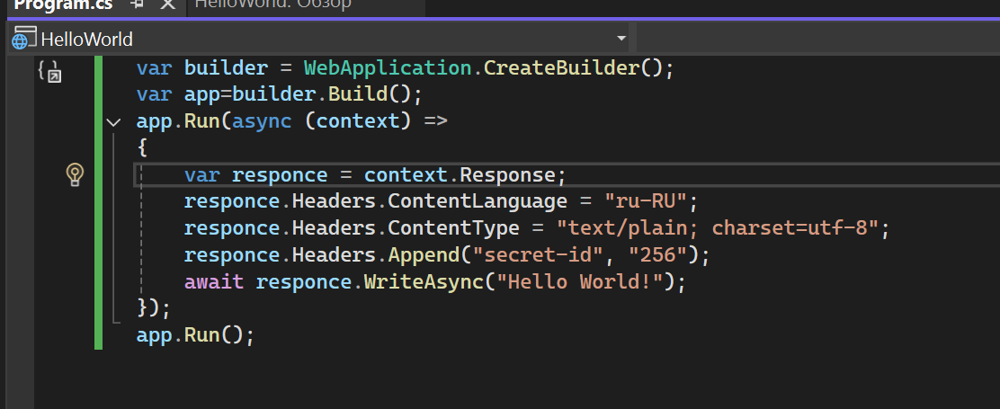 Program.cs HelloWorld: Обзор
HelloWorld
var builder = WebApplication.CreateBuilder();
var app=builder.Build();
app.Run(async (context) =>
{
var responce = context.Response;
responce.Headers.ContentLanguage = "ru-RU";
responce.Headers.ContentType = "text/plain; charset=utf-8";
responce.Headers.Append("secret-id", "256");
await responce.WriteAsync("Hello World!");
});
app.Run();